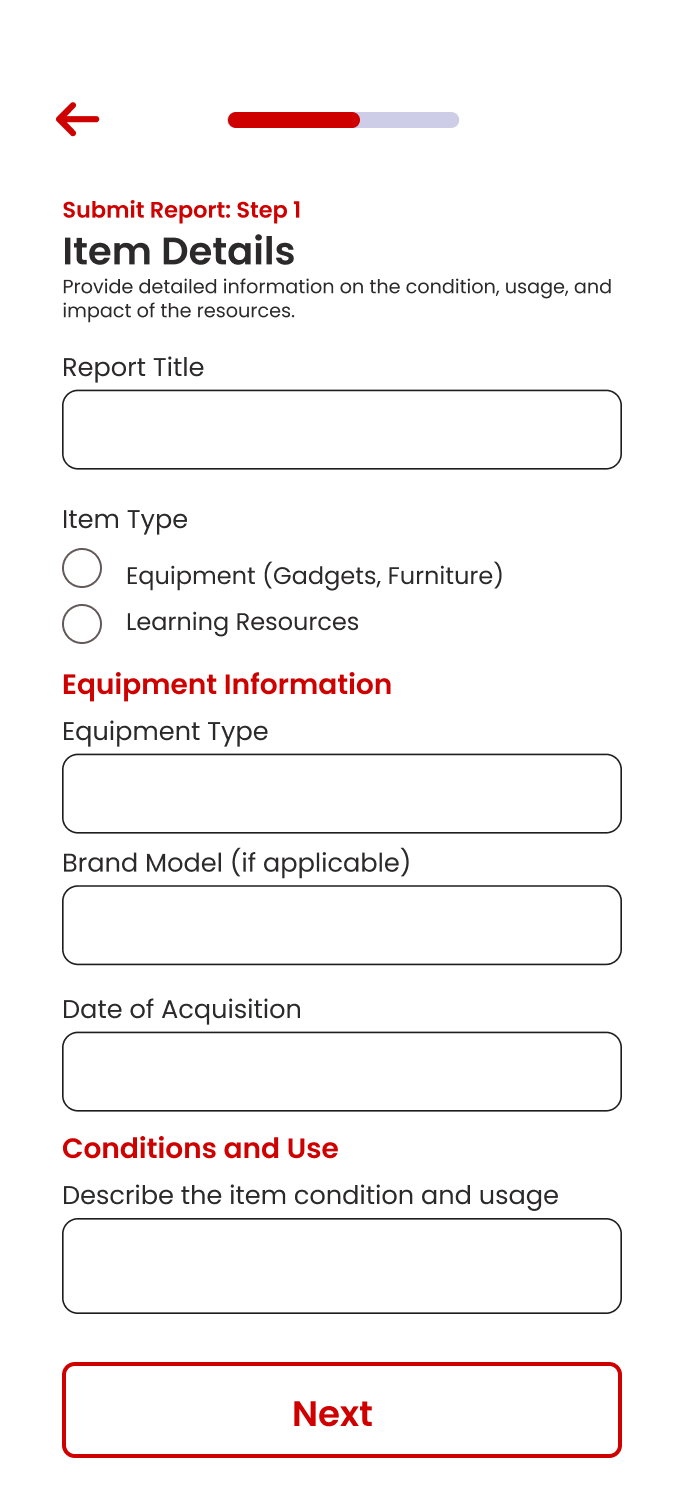 Submit Report: Step 1
Item Details
Provide detailed information on the condition, usage, and
impact of the resources.
Report Title
Item Type
Equipment (Gadgets, Furniture)
Learning Resources
Equipment Information
Equipment Type
Brand Model (if applicable)
Date of Acquisition
Conditions and Use
Describe the item condition and usage
Next